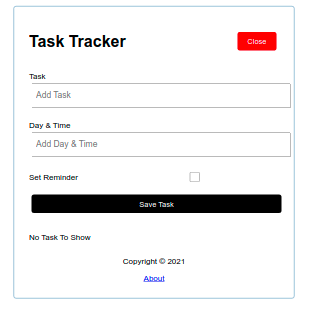 Task Tracker
Close
Task
Add Task
Day & Time
Add Day & Time
Set Reminder
Save Task
No Task To Show
Copyright © 2021
About